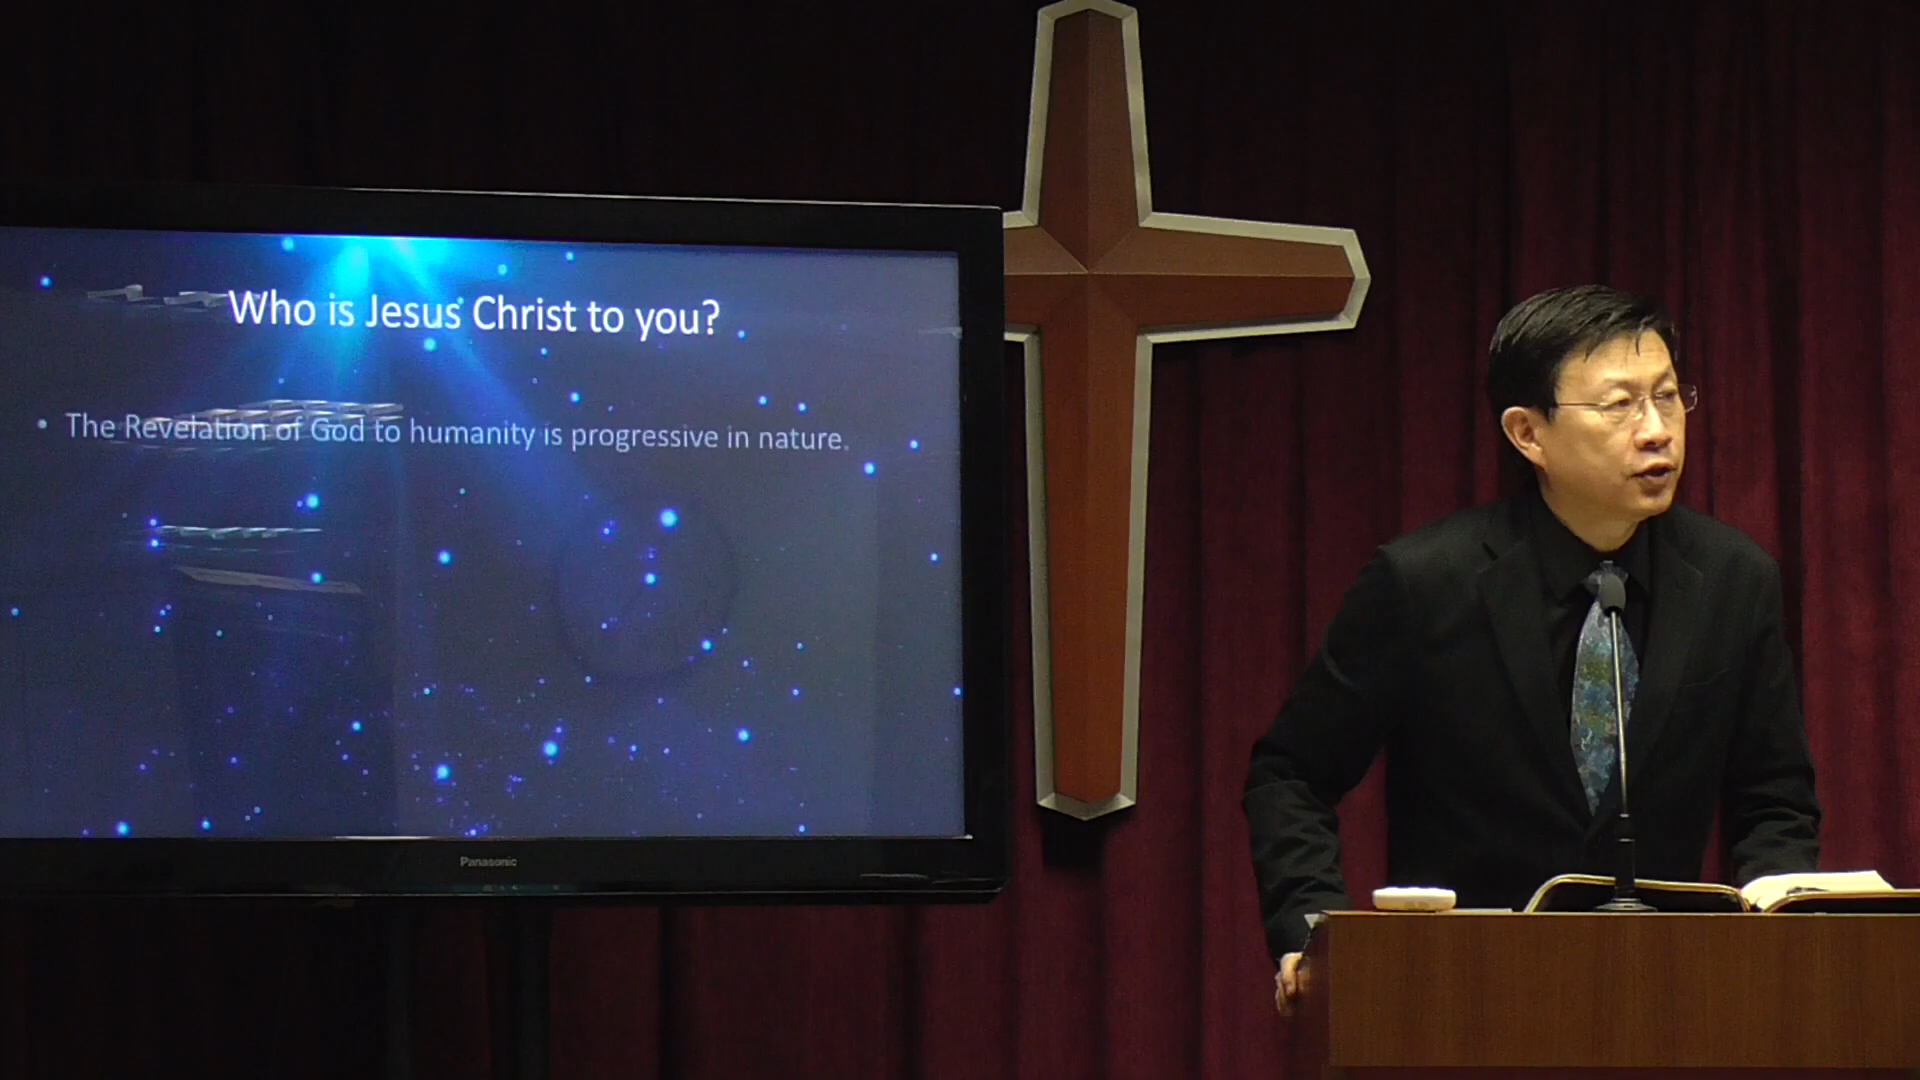 Who is Jesus Christ to you?
• The Revelation of God to humanity is progressive in nature.
Panasonic